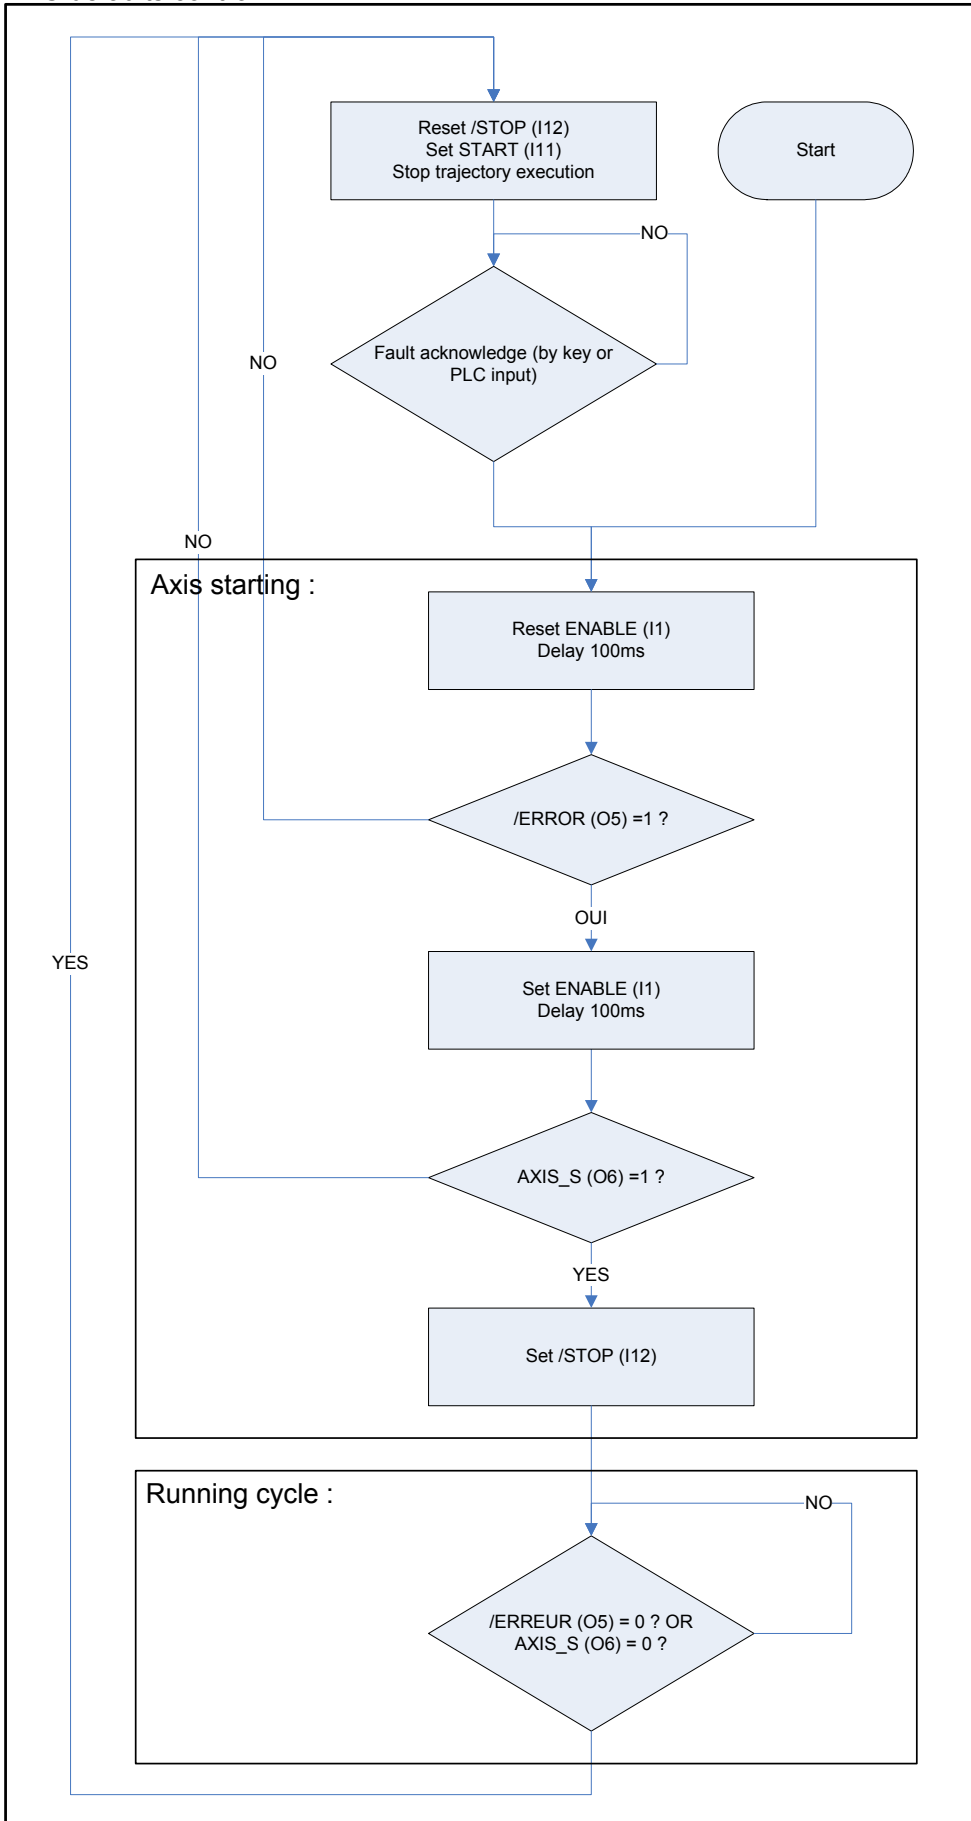 Reset /STOP (I12)
Set START (I11)
Stop trajectory execution
Start
NO
Fault acknowledge (by key or
PLC input)
NO
NO
Axis starting :
Reset ENABLE (I1)
Delay 100ms
/ERROR (O5) =1 ?
OUI
YES
Set ENABLE (I1)
Delay 100ms
AXIS_S (O6) =1 ?
YES
Set /STOP (I12)
Running cycle :
NO
/ERREUR (O5) = 0 ? OR
AXIS_S (O6) = 0 ?